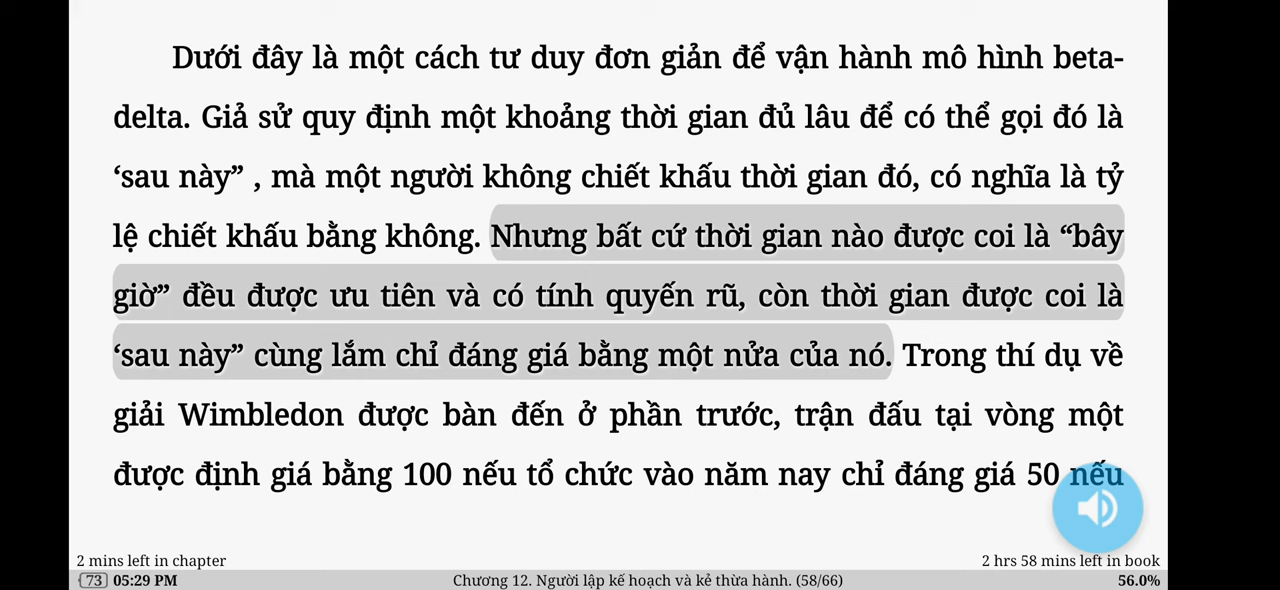 Dưới đây là một cách tư duy đơn giản để vận hành mô hình beta-
delta. Giả sử quy định một khoảng thời gian đủ lâu để có thể gọi đó là
‘sau này” , mà một người không chiết khấu thời gian đó, có nghĩa là tỷ
lệ chiết khấu bằng không. Nhưng bất cứ thời gian nào được coi là “bây
giờ” đều được ưu tiên và có tính quyến rũ, còn thời gian được coi là
‘sau này” cùng lắm chỉ đáng giá bằng một nửa của nó. Trong thí dụ về
giải Wimbledon được bàn đến ở phần trước, trận đấu tại vòng một
được định giá bằng 100 nếu tổ chức vào năm nay chỉ đáng giá 50 nếu
2 mins left in chapter 2 hrs 58 mins left in book
73 05:29 PM Chương 12. Người lập kế hoạch và kẻ thừa hành. (58/66) 56.0%